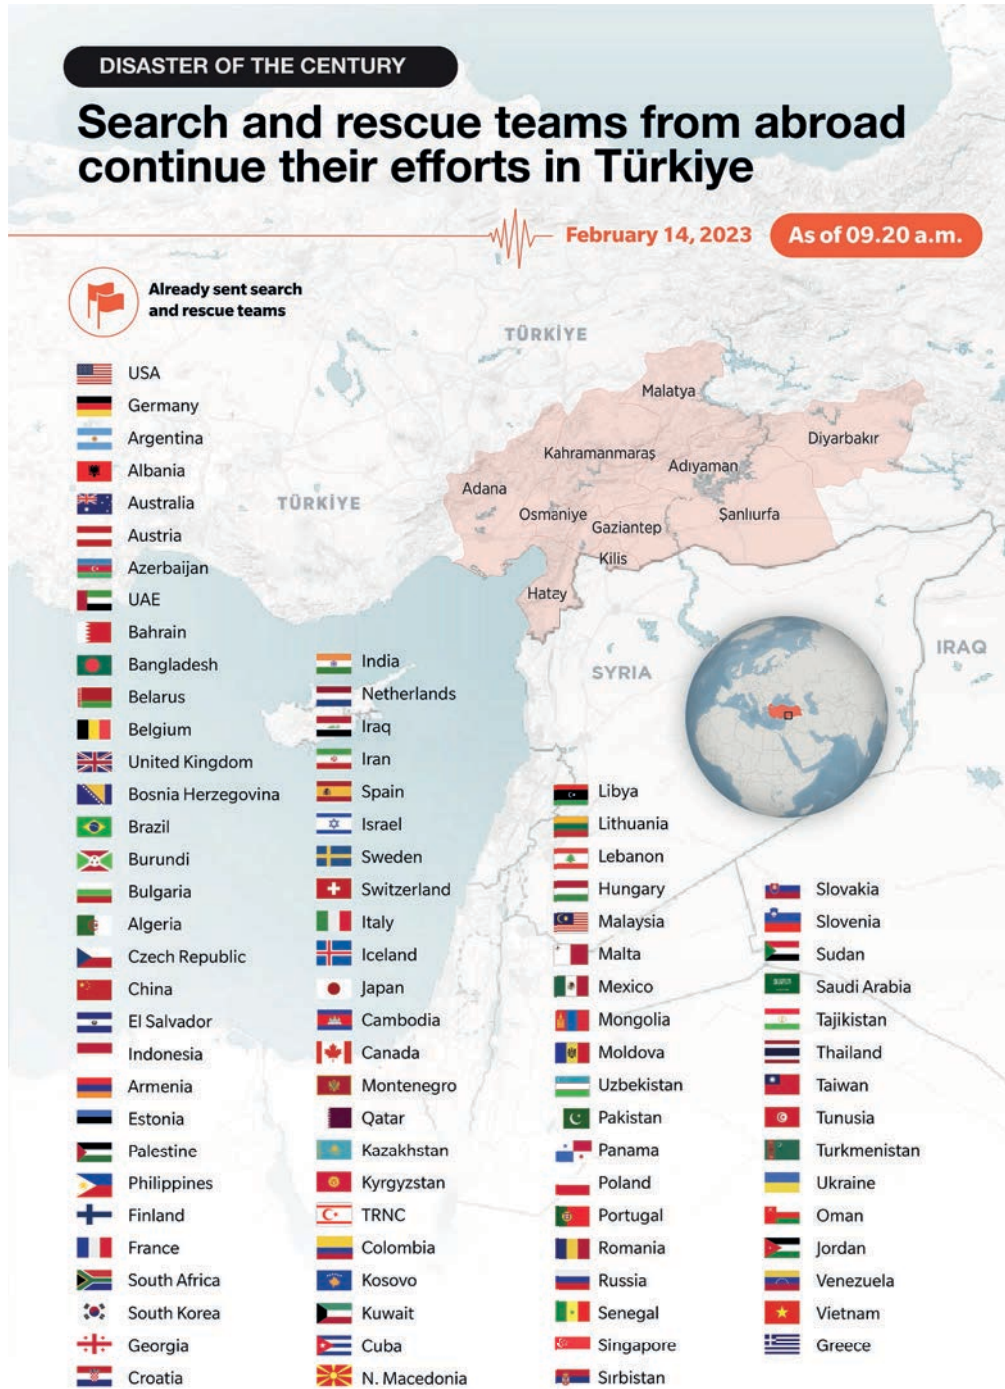 DISASTER OF THE CENTURY
Search and rescue teams from abroad
continue their efforts in Türkiye
February 14, 2023
As of 09.20 a.m.
Already sent search
and rescue teams
TÜRKİYE
Malatya
Diyarbakır
Kahramanmaraş
Adıyaman
Adana
TÜRKİYE
Osmaniye
Gaziantep
Şanlıurfa
Kilis
Hatay
SYRIA
IRAQ
USA
Germany
Argentina
Albania
Australia
Austria
Azerbaijan
UAE
Bahrain
Bangladesh
Belarus
Belgium
United Kingdom
Bosnia Herzegovina
Brazil
Burundi
Bulgaria
Algeria
Czech Republic
China
El Salvador
Indonesia
Armenia
Estonia
Palestine
Philippines
Finland
France
South Africa
South Korea
Georgia
Croatia
India
Netherlands
Iraq
Iran
Spain
Israel
Sweden
Switzerland
Italy
Iceland
Japan
Cambodia
Canada
Montenegro
Qatar
Kazakhstan
Kyrgyzstan
TRNC
Colombia
Kosovo
Kuwait
Cuba
N. Macedonia
Libya
Lithuania
Lebanon
Hungary
Malaysia
Malta
Mexico
Mongolia
Moldova
Uzbekistan
Pakistan
Panama
Poland
Portugal
Romania
Russia
Senegal
Singapore
Sırbistan
Slovakia
Slovenia
Sudan
Saudi Arabia
Tajikistan
Thailand
Taiwan
Tunusia
Turkmenistan
Ukraine
Oman
Jordan
Venezuela
Vietnam
Greece